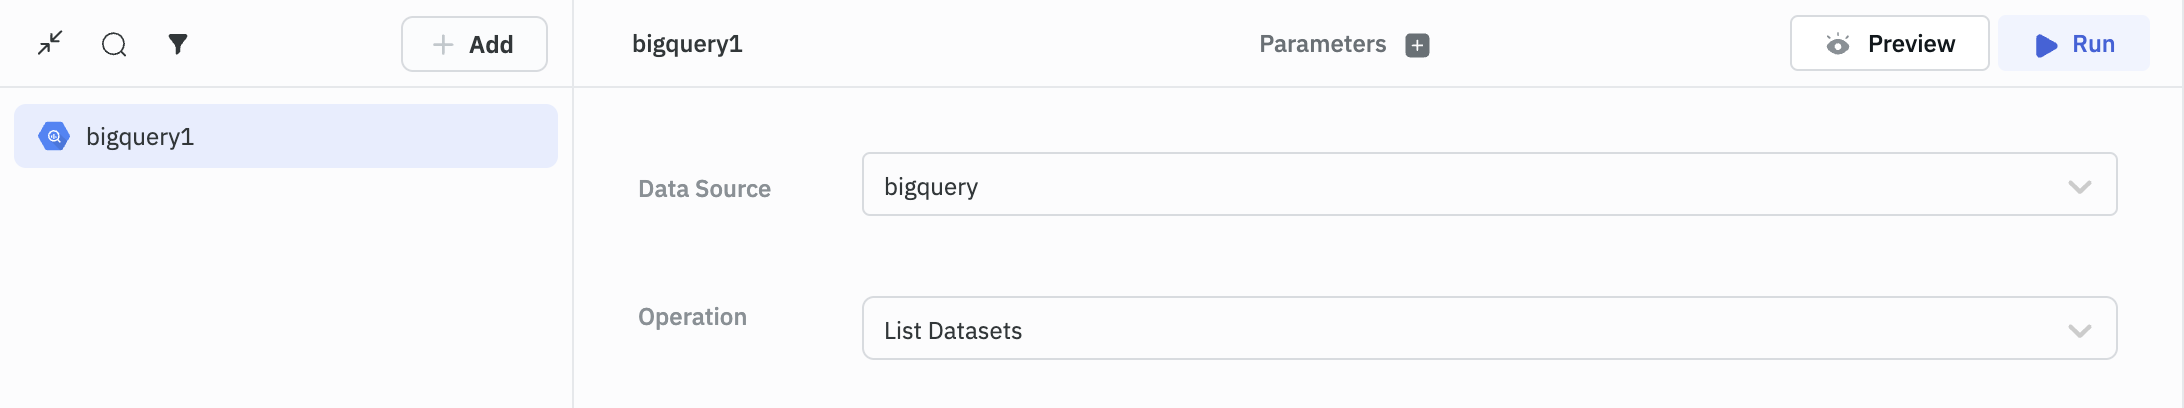 Add
bigquery1
Parameters
Preview
Run
bigquery1
Data Source
bigquery
Operation
List Datasets